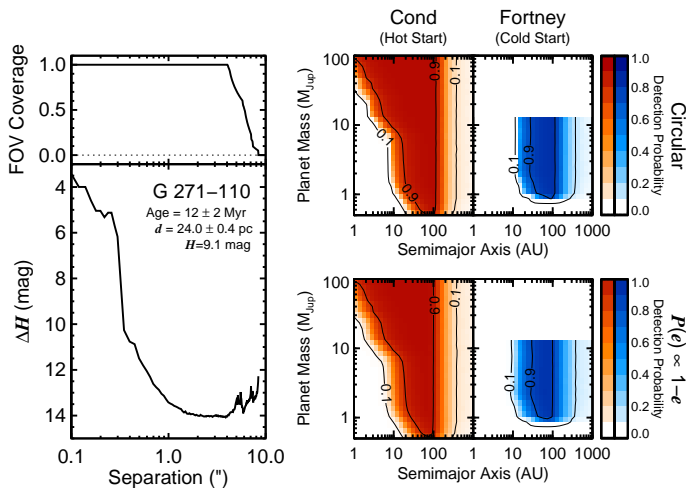 FOV Coverage
1.0
0.5
0.0
G 271−110
Age = 12 ± 2 Myr
d = 24.0 ± 0.4 pc
H=9.1 mag
ΔH (mag)
4
6
8
10
12
14
0.1
1.0
10.0
Separation (")
Cond
(Hot Start)
Fortney
(Cold Start)
Planet Mass (MJup)
100
10
1
0.1
0.9
0.9
0.1
0.1
0.9
1
10
100
1
10
100
1000
Semimajor Axis (AU)
1.0
0.8
0.6
0.4
0.2
0.0
Detection Probability
Circular
Planet Mass (MJup)
100
10
1
0.1
0.9
0.1
0.1
0.9
1
10
100
1
10
100
1000
Semimajor Axis (AU)
1.0
0.8
0.6
0.4
0.2
0.0
Detection Probability
P(e) ∝ 1−e